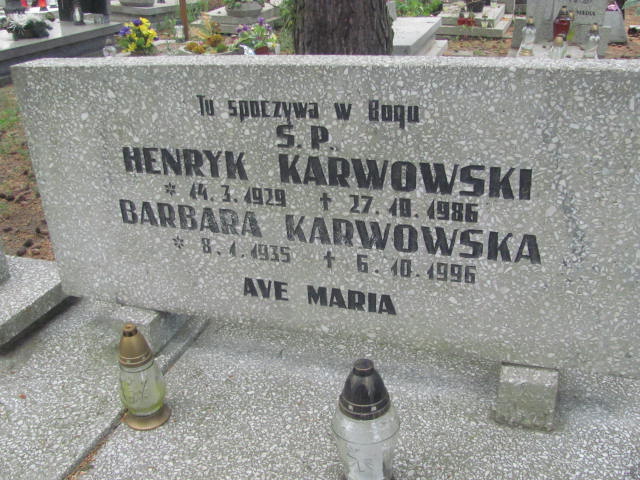 Tu spoczywa w Bogu
Ś.P.
HENRYK KARWOWSKI
* 14.3.1929 † 27.10.1986
BARBARA KARWOWSKA
* 8.1.1935 † 6.10.1996
AVE MARIA